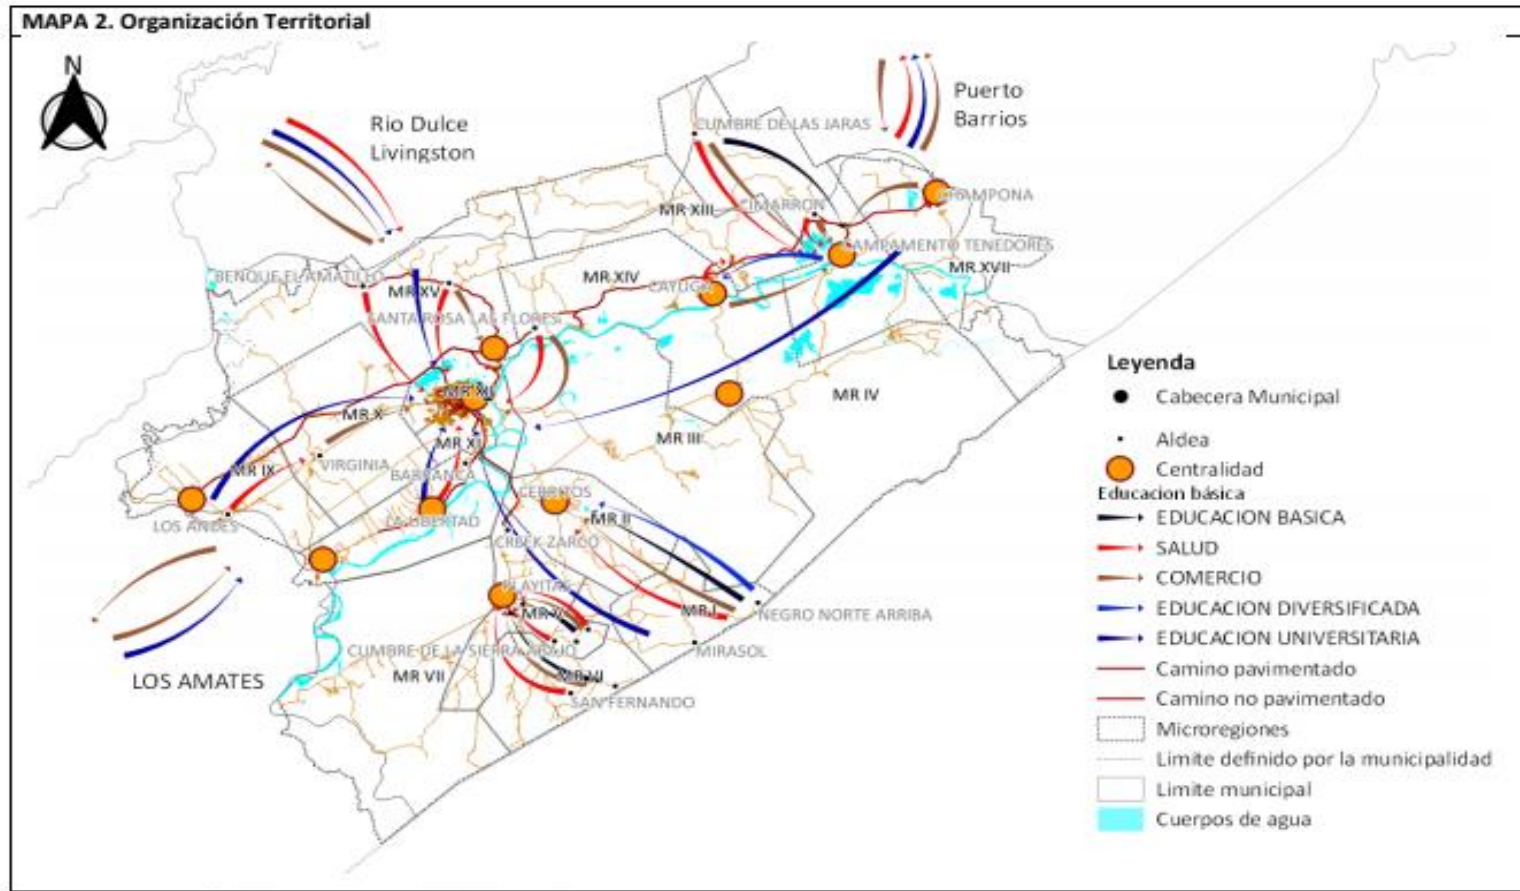 MAPA 2. Organización Territorial
N
Rio Dulce
Livingston
Puerto
Barrios
CUMBRE DE LAS JARAS
MR XIII
CIMARRON
CHAMPONA
CAMPAMENTO TENEDORES
MR XVII
BENQUE EL AMATILLO
MR XV
MR XIV
CAYUGA
SANTA ROSA LAS FLORES
MR X
MR XI
MR III
MR IV
MR IX
VIRGINIA
BARRANCA
LOS ANDES
LA LIBERTAD
CERRITOS
MR II
CREEK ZARCO
PLAYITAS
MR V
MR I
NEGRO NORTE ARRIBA
CUMBRE DE LA SIERRA ABAJO
MIRASOL
MR VII
MR VI
SAN FERNANDO
LOS AMATES
Leyenda
Cabecera Municipal
Aldea
Centralidad
Educacion básica
EDUCACION BASICA
SALUD
COMERCIO
EDUCACION DIVERSIFICADA
EDUCACION UNIVERSITARIA
Camino pavimentado
Camino no pavimentado
Microregiones
Limite definido por la municipalidad
Limite municipal
Cuerpos de agua